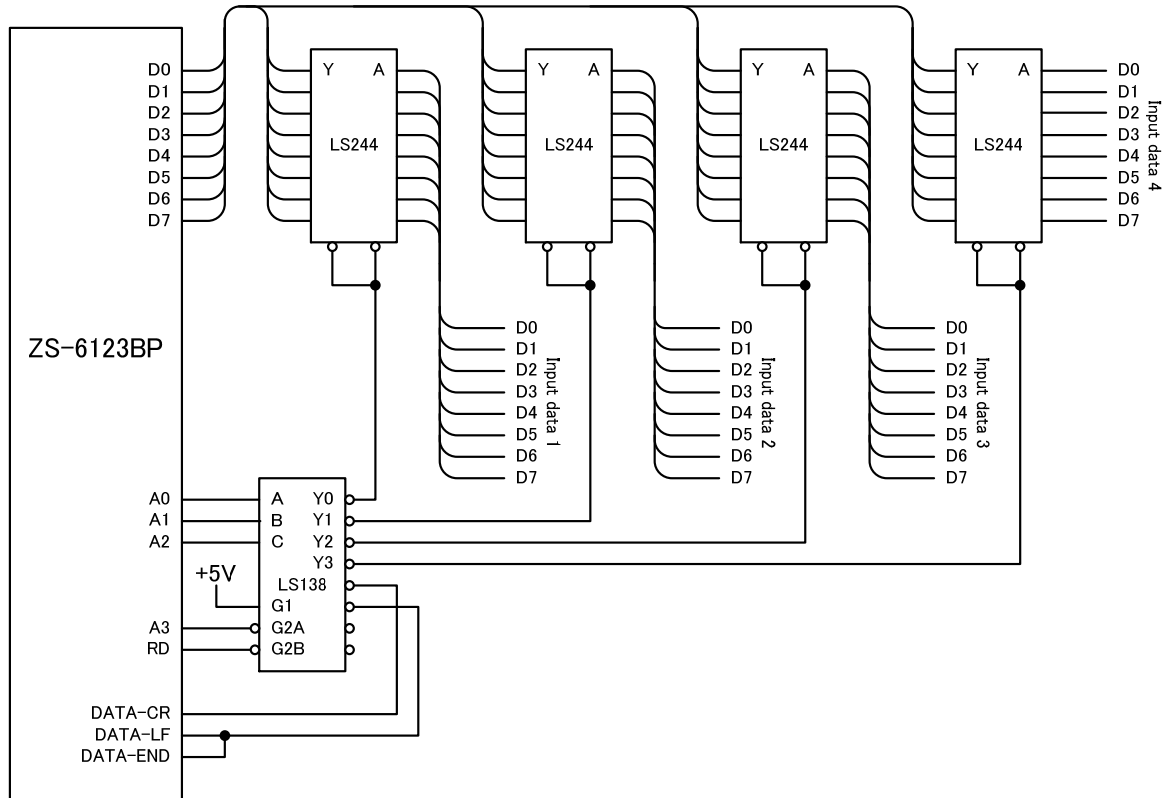 D0
D1
D2
D3
D4
D5
D6
D7
ZS-6123BP
A0
A1
A2
A3
RD
DATA-CR
DATA-LF
DATA-END
+5V
A Y0
B Y1
C Y2
Y3
LS138
G1
G2A
G2B
Y A
LS244
D0
D1
D2
D3
D4
D5
D6
D7
Input data 1
Y A
LS244
D0
D1
D2
D3
D4
D5
D6
D7
Input data 2
Y A
LS244
D0
D1
D2
D3
D4
D5
D6
D7
Input data 3
Y A
LS244
D0
D1
D2
D3
D4
D5
D6
D7
Input data 4